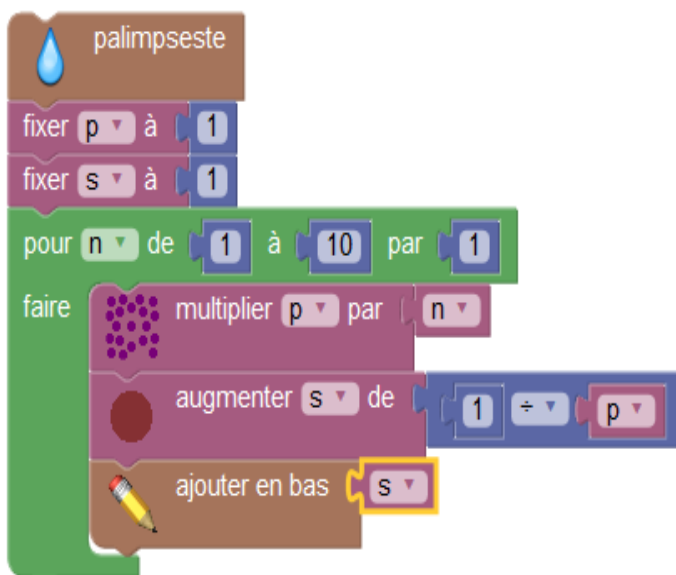 palimpseste
fixer p à 1
fixer s à 1
pour n de 1 à 10 par 1
faire multiplier p par n
augmenter s de 1 ÷ p
ajouter en bas s